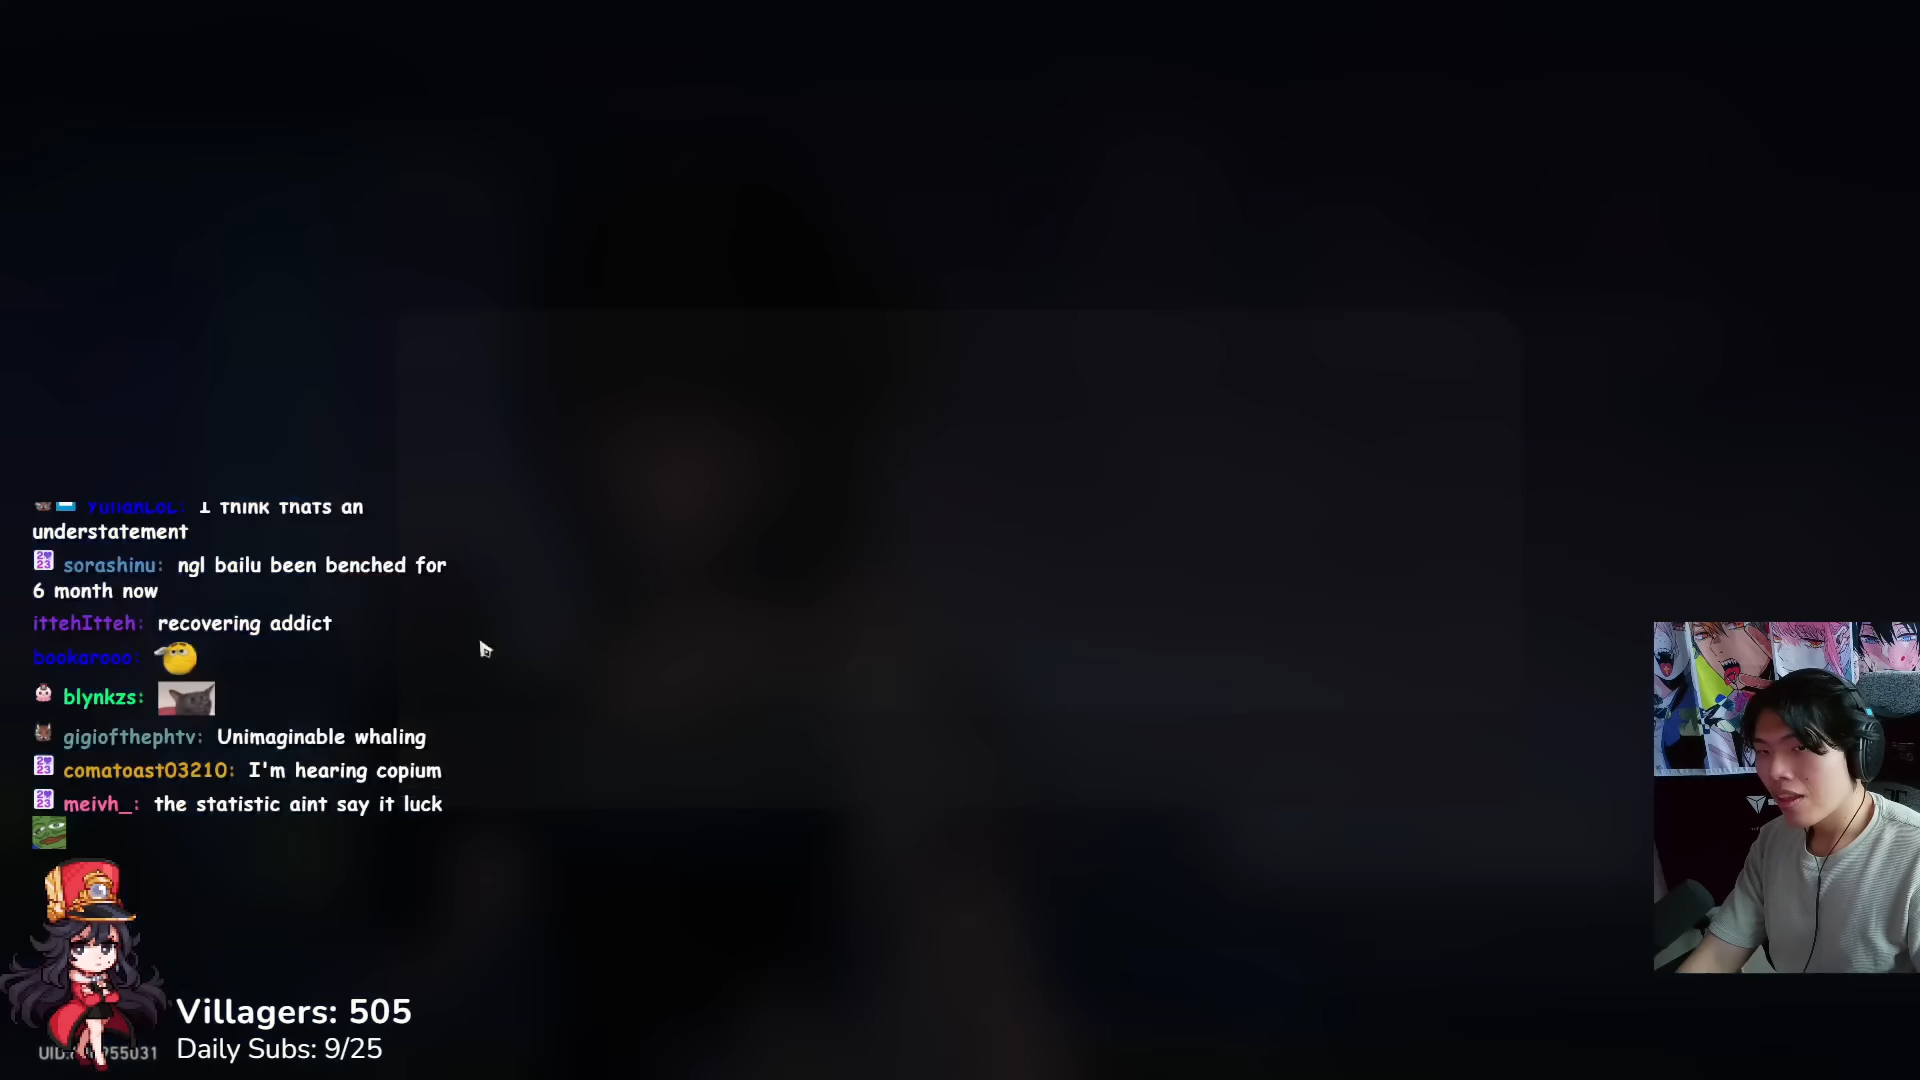 I think thats an
understatement
sorashinu: ngl bailu been benched for
6 month now
ittehItteh: recovering addict
bookarooo:
blynkzs:
gigiofthephtv: Unimaginable whaling
comatoast03210: I'm hearing copium
meivh_: the statistic aint say it luck
Villagers: 505
Daily Subs: 9/25